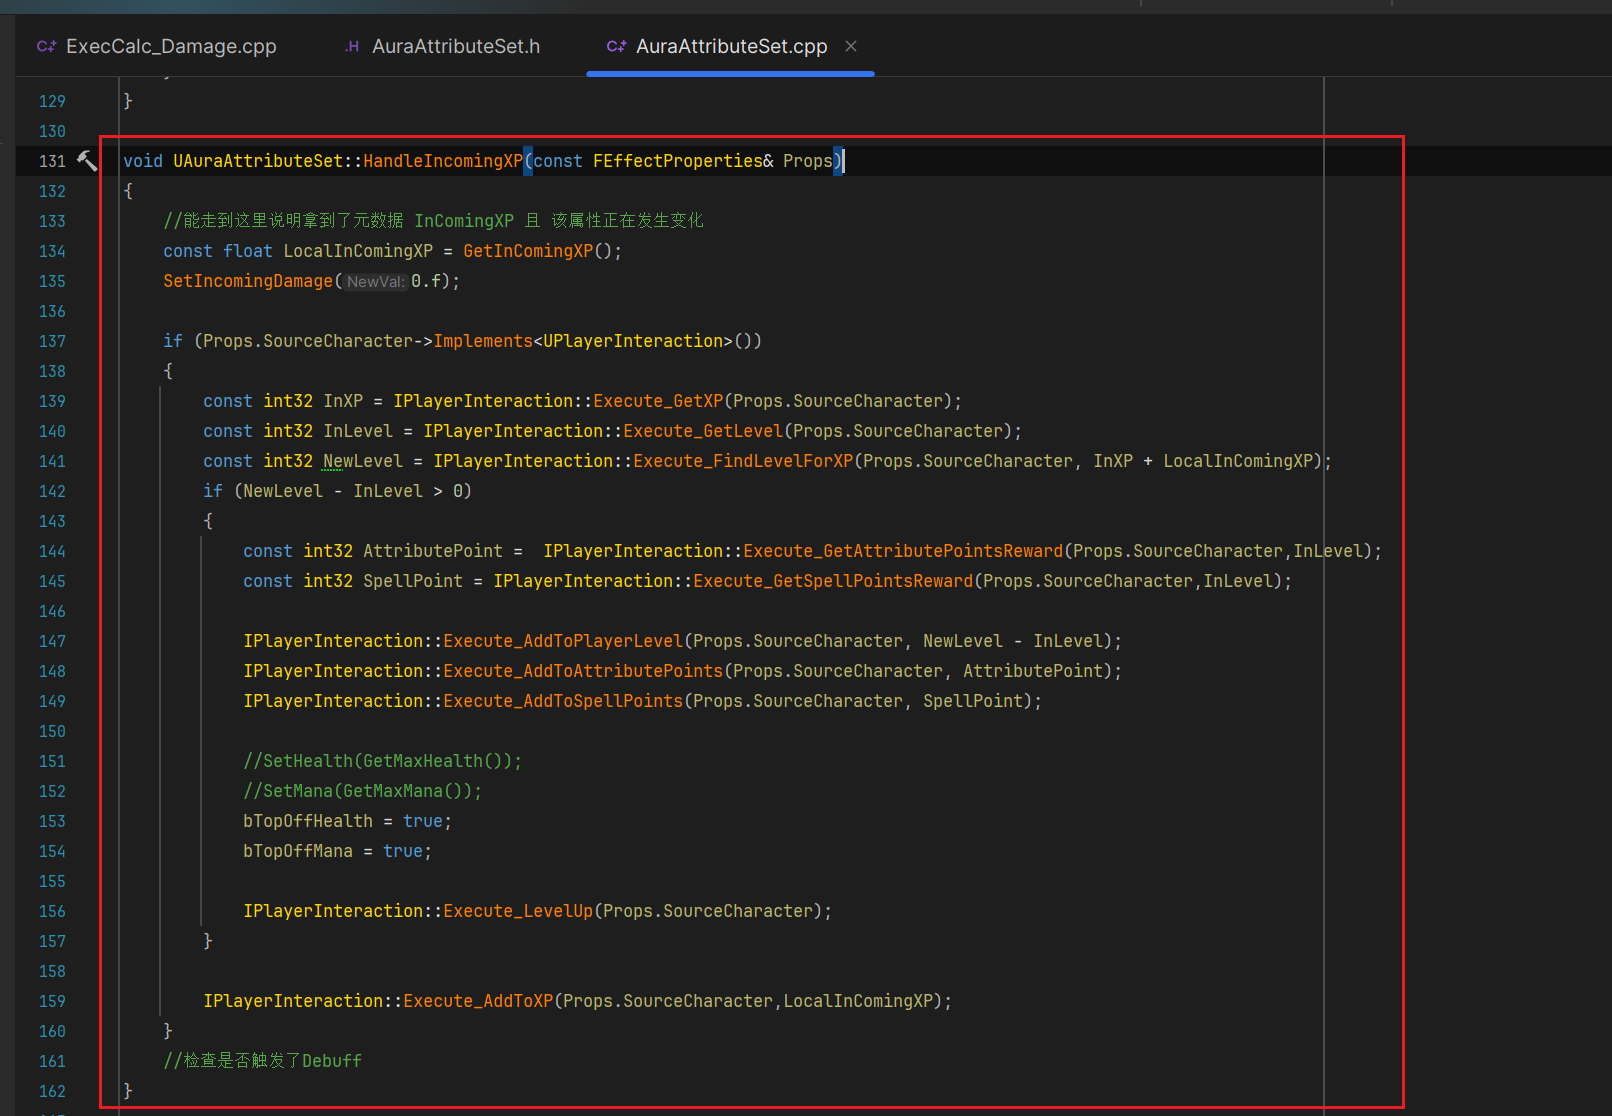 C++ ExecCalc_Damage.cpp .H AuraAttributeSet.h C++ AuraAttributeSet.cpp ×
129 }
130
131 void UAuraAttributeSet::HandleIncomingXP(const FEffectProperties& Props)
132 {
133 //能走到这里说明拿到了元数据 InComingXP 且 该属性正在发生变化
134 const float LocalInComingXP = GetInComingXP();
135 SetIncomingDamage(NewVal:0.f);
136
137 if (Props.SourceCharacter->Implements<UPlayerInteraction>())
138 {
139 const int32 InXP = IPlayerInteraction::Execute_GetXP(Props.SourceCharacter);
140 const int32 InLevel = IPlayerInteraction::Execute_GetLevel(Props.SourceCharacter);
141 const int32 NewLevel = IPlayerInteraction::Execute_FindLevelForXP(Props.SourceCharacter, InXP + LocalInComingXP);
142 if (NewLevel - InLevel > 0)
143 {
144 const int32 AttributePoint =  IPlayerInteraction::Execute_GetAttributePointsReward(Props.SourceCharacter,InLevel);
145 const int32 SpellPoint = IPlayerInteraction::Execute_GetSpellPointsReward(Props.SourceCharacter,InLevel);
146
147 IPlayerInteraction::Execute_AddToPlayerLevel(Props.SourceCharacter, NewLevel - InLevel);
148 IPlayerInteraction::Execute_AddToAttributePoints(Props.SourceCharacter, AttributePoint);
149 IPlayerInteraction::Execute_AddToSpellPoints(Props.SourceCharacter, SpellPoint);
150
151 //SetHealth(GetMaxHealth());
152 //SetMana(GetMaxMana());
153 bTopOffHealth = true;
154 bTopOffMana = true;
155
156 IPlayerInteraction::Execute_LevelUp(Props.SourceCharacter);
157 }
158
159 IPlayerInteraction::Execute_AddToXP(Props.SourceCharacter,LocalInComingXP);
160 }
161 //检查是否触发了Debuff
162 }